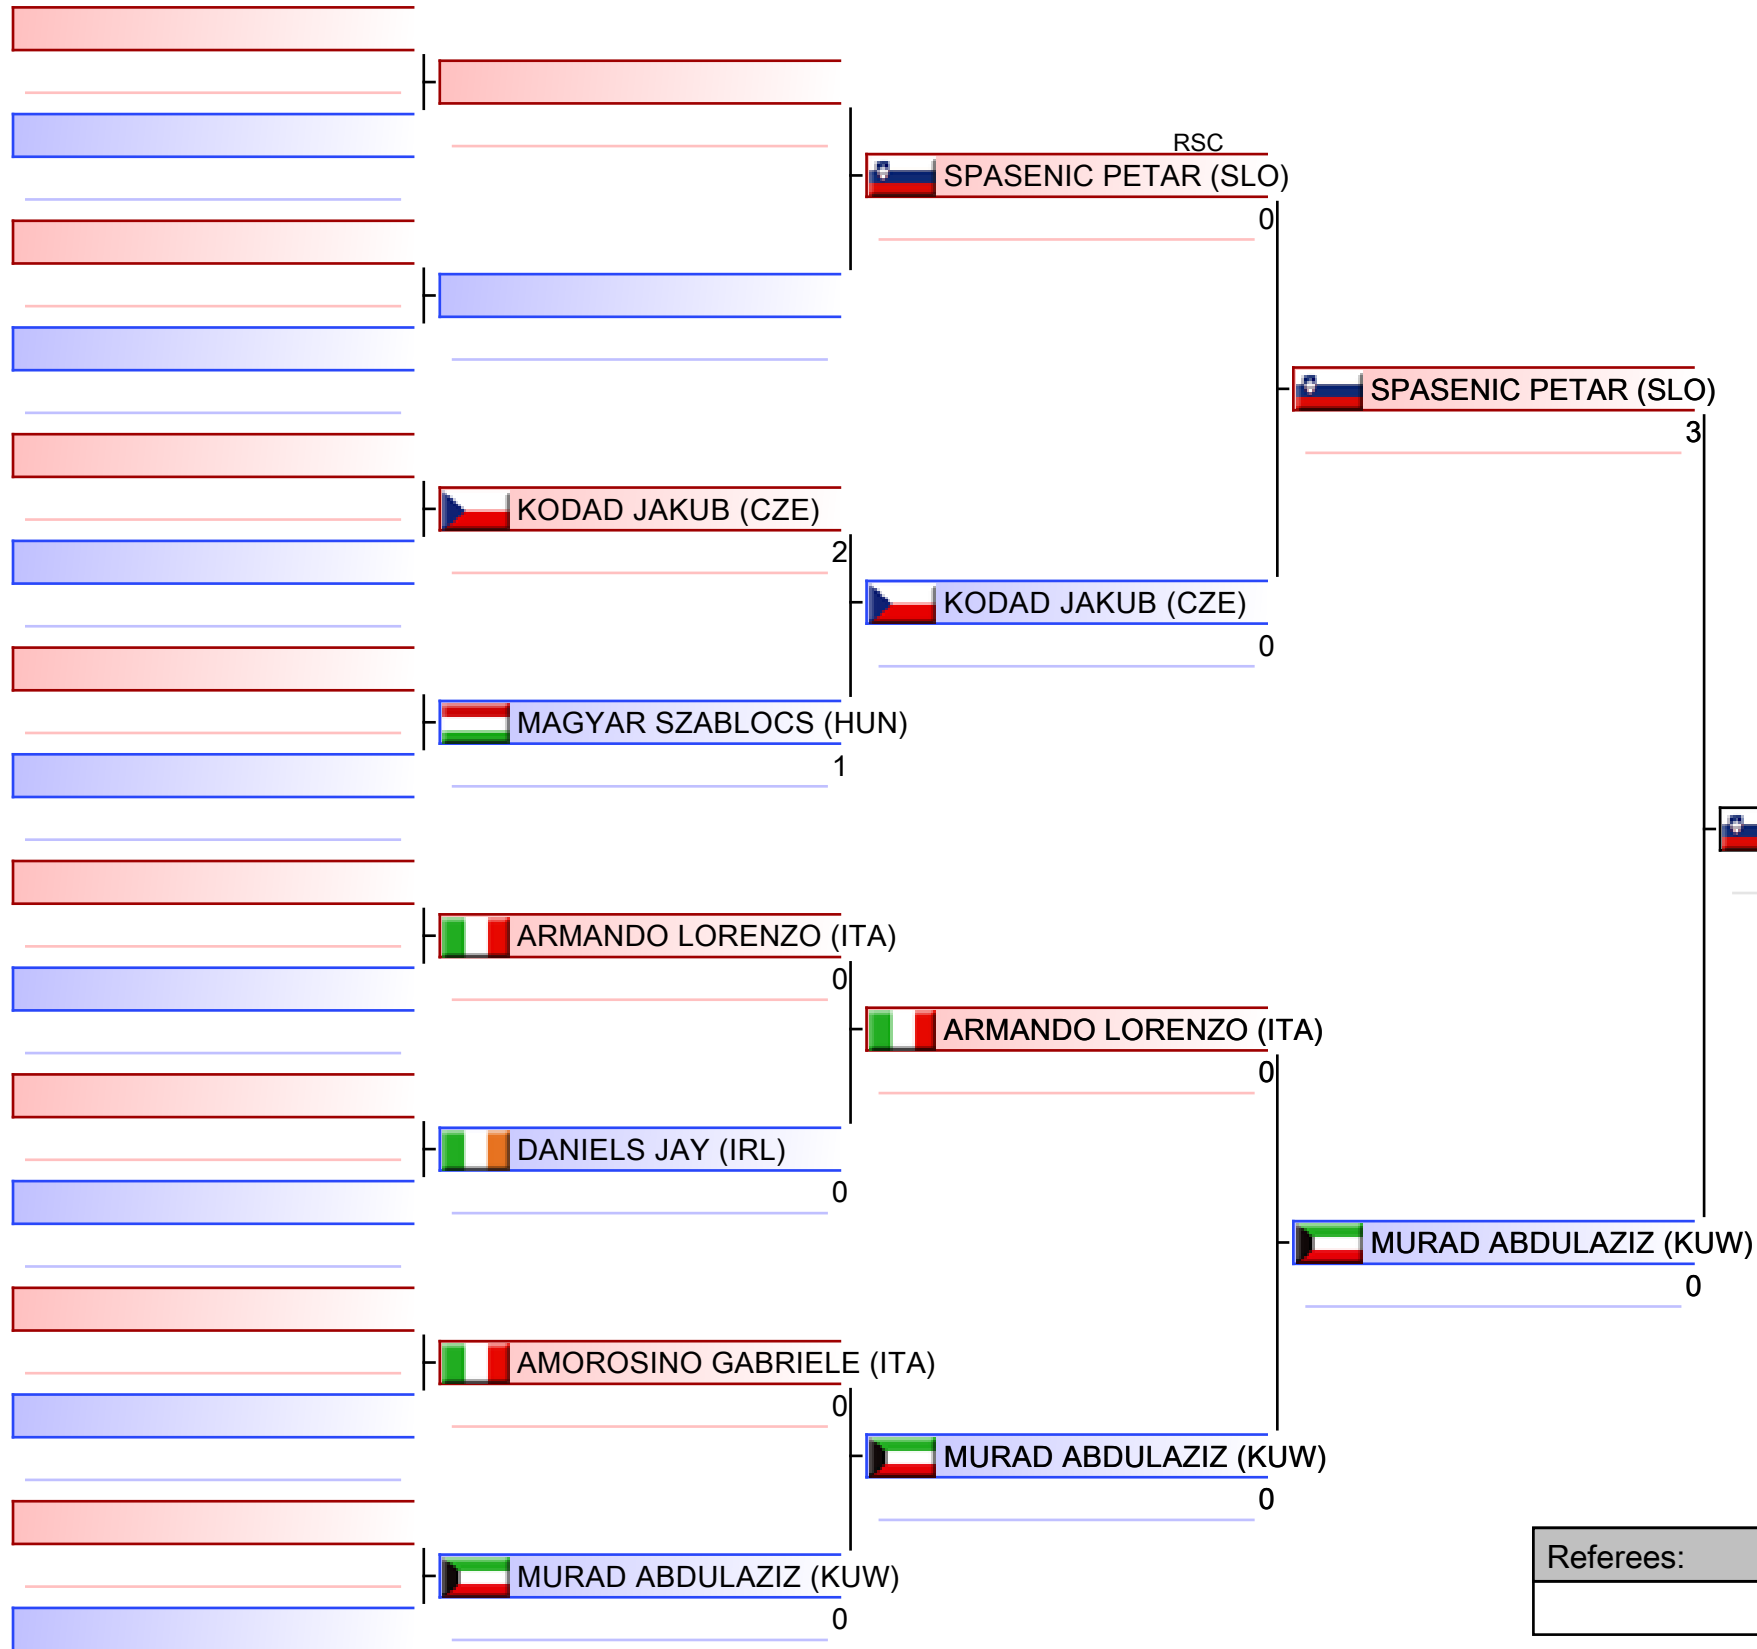 RSC
SPASENIC PETAR (SLO)
0
SPASENIC PETAR (SLO)
3
KODAD JAKUB (CZE)
2
KODAD JAKUB (CZE)
0
MAGYAR SZABLOCS (HUN)
1
ARMANDO LORENZO (ITA)
0
ARMANDO LORENZO (ITA)
0
DANIELS JAY (IRL)
0
MURAD ABDULAZIZ (KUW)
0
AMOROSINO GABRIELE (ITA)
0
MURAD ABDULAZIZ (KUW)
0
MURAD ABDULAZIZ (KUW)
0
Referees: